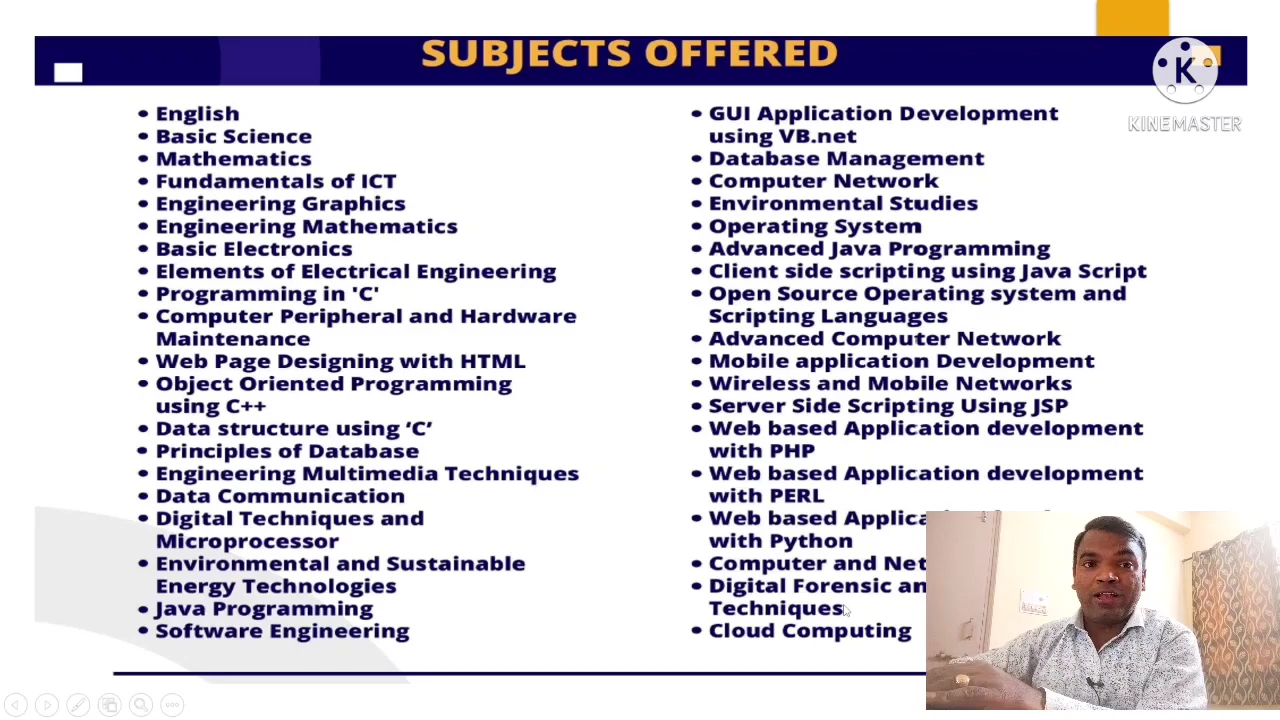 SUBJECTS OFFERED
K
KINEMASTER
• English
• Basic Science
• Mathematics
• Fundamentals of ICT
• Engineering Graphics
• Engineering Mathematics
• Basic Electronics
• Elements of Electrical Engineering
• Programming in 'C'
• Computer Peripheral and Hardware
Maintenance
• Web Page Designing with HTML
• Object Oriented Programming
using C++
• Data structure using ‘C’
• Principles of Database
• Engineering Multimedia Techniques
• Data Communication
• Digital Techniques and
Microprocessor
• Environmental and Sustainable
Energy Technologies
• Java Programming
• Software Engineering
• GUI Application Development
using VB.net
• Database Management
• Computer Network
• Environmental Studies
• Operating System
• Advanced Java Programming
• Client side scripting using Java Script
• Open Source Operating system and
Scripting Languages
• Advanced Computer Network
• Mobile application Development
• Wireless and Mobile Networks
• Server Side Scripting Using JSP
• Web based Application development
with PHP
• Web based Application development
with PERL
• Web based
with Python
• Computer and
• Digital Forensic
Techniques
• Cloud Computing